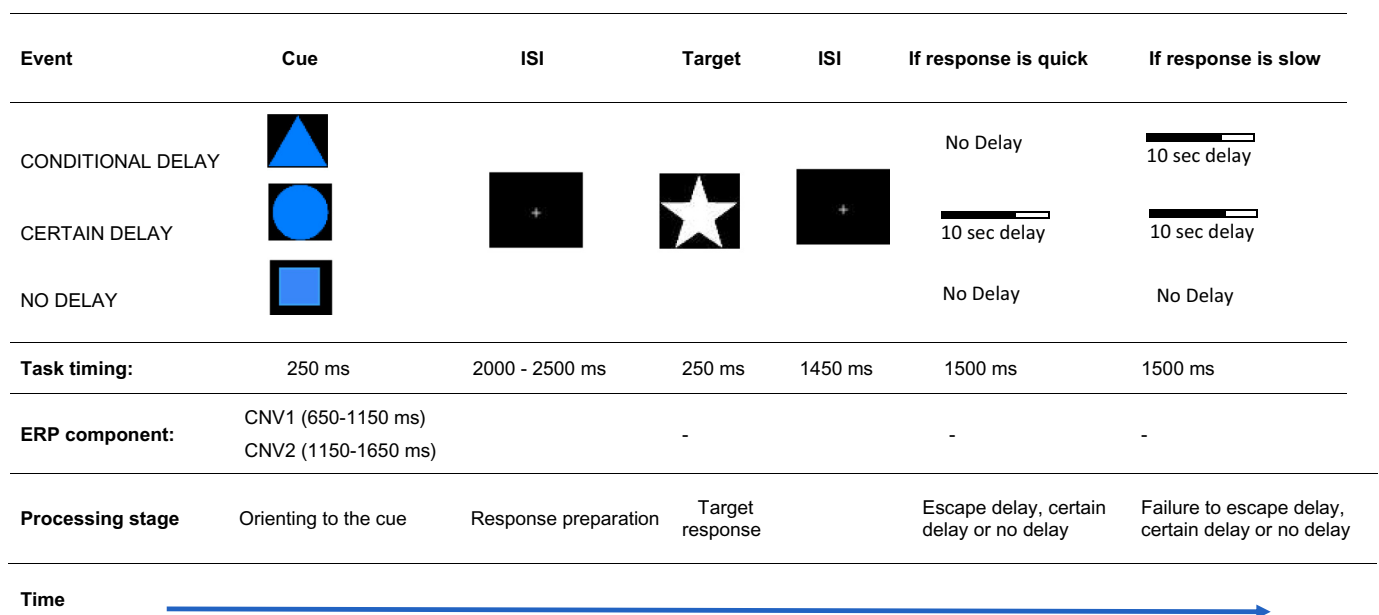 Event Cue ISI Target ISI If response is quick If response is slow
CONDITIONAL DELAY No Delay 10 sec delay
CERTAIN DELAY 10 sec delay 10 sec delay
NO DELAY No Delay No Delay
Task timing: 250 ms 2000 - 2500 ms 250 ms 1450 ms 1500 ms 1500 ms
ERP component: CNV1 (650-1150 ms) - - -
CNV2 (1150-1650 ms)
Processing stage Orienting to the cue Response preparation Target Escape delay, certain Failure to escape delay,
response delay or no delay certain delay or no delay
Time